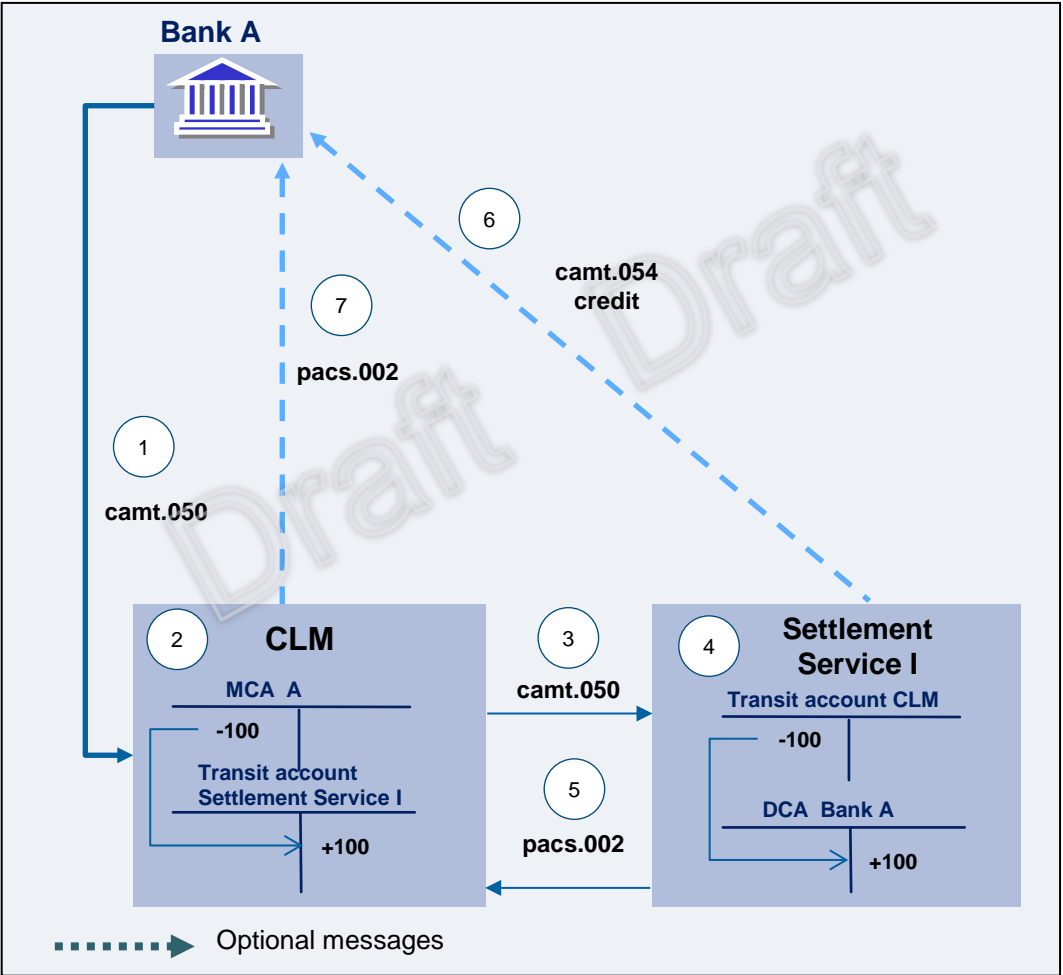 Bank A
6
camt.054
credit
7
pacs.002
1
camt.050
Draft
Draft
2
CLM
MCA A
-100
Transit account
Settlement Service I
+100
3
camt.050
5
pacs.002
4
Settlement
Service I
Transit account CLM
-100
DCA Bank A
+100
Optional messages